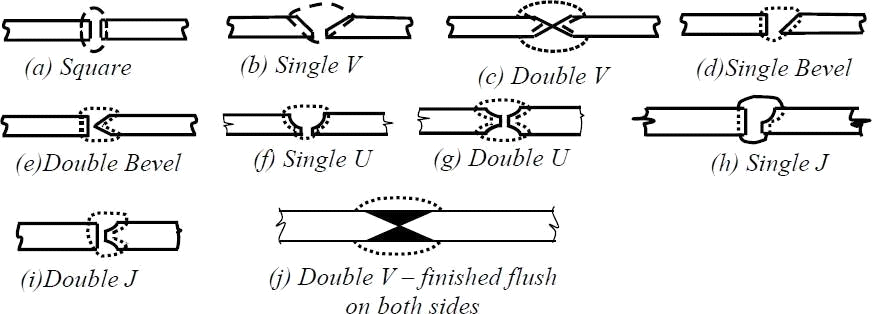 (a) Square
(b) Single V
(c) Double V
(d)Single Bevel
(e)Double Bevel
(f) Single U
(g) Double U
(h) Single J
(i)Double J
(j) Double V – finished flush
on both sides